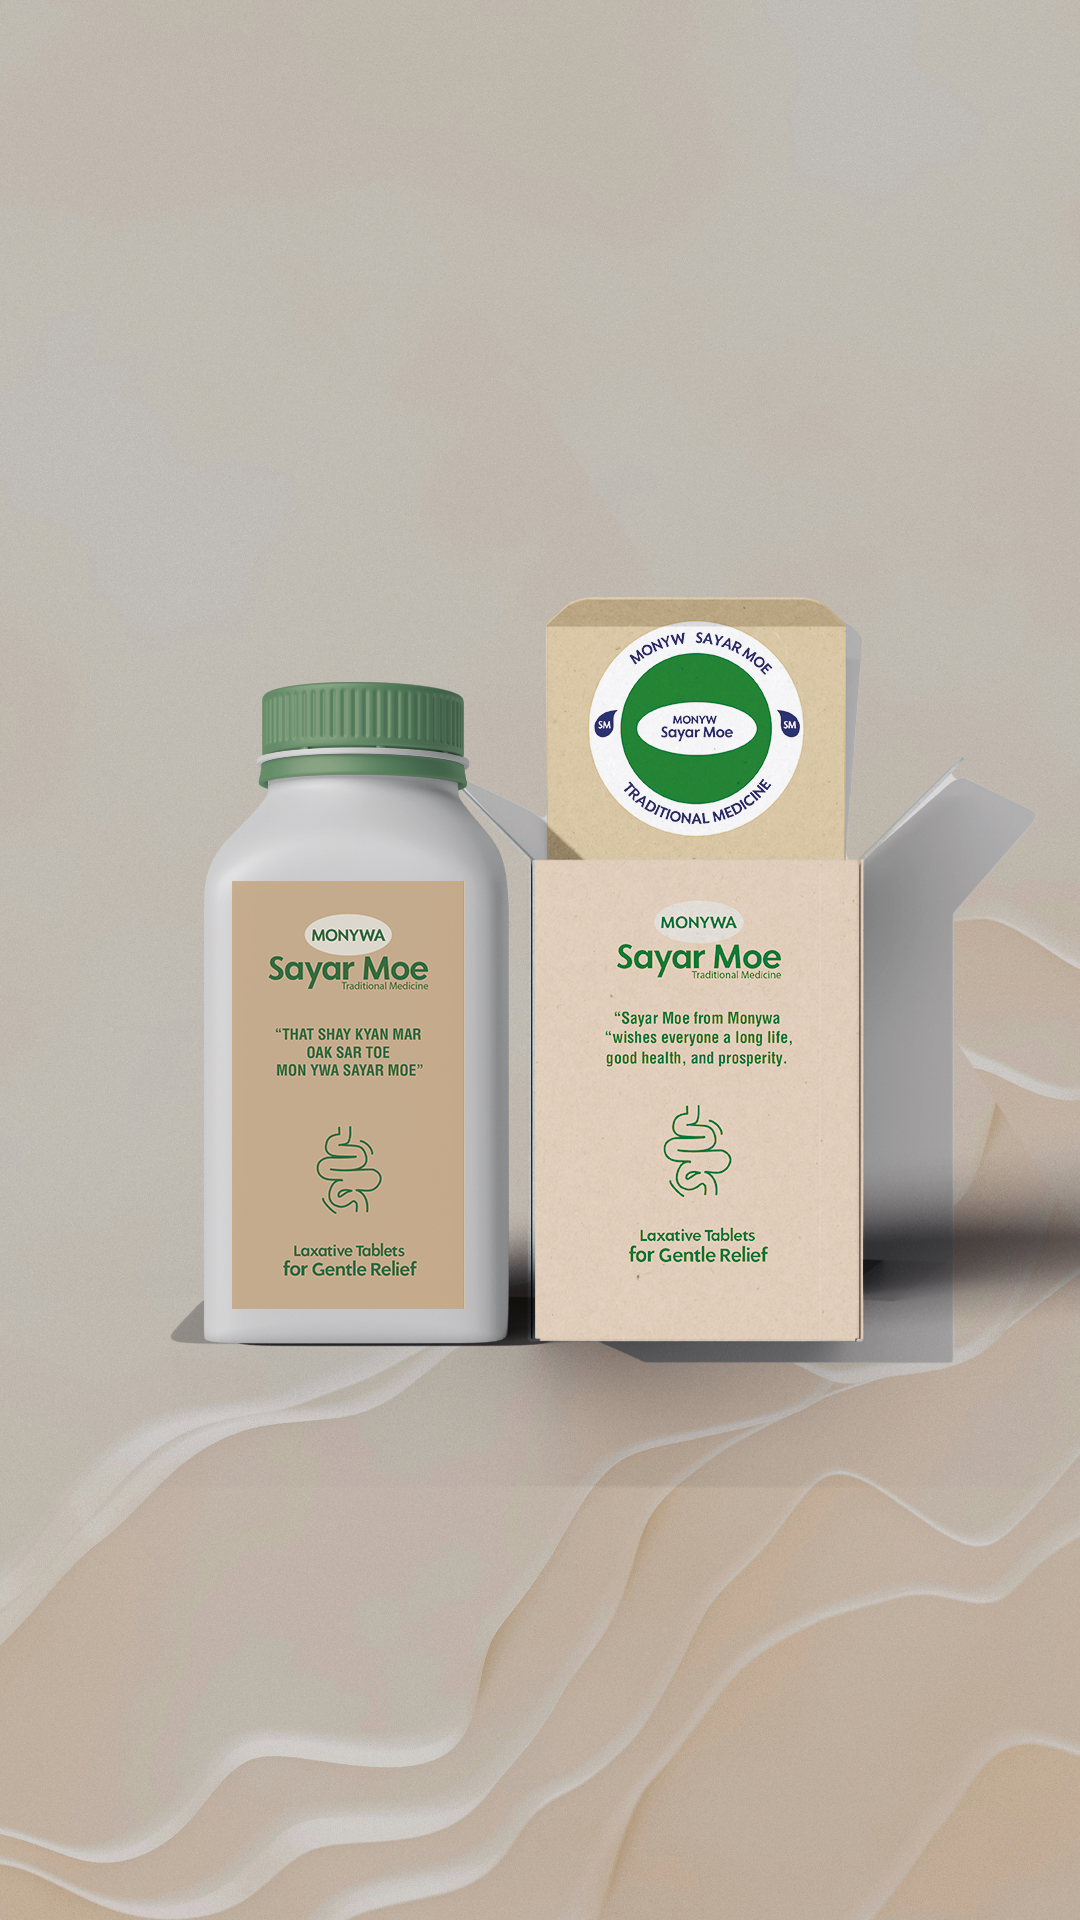 MONYWA
Sayar Moe
Traditional Medicine
“THAT SHAY KYAN MAR
OAK SAR TOE
MON YWA SAYAR MOE”
Laxative Tablets
for Gentle Relief
MONYW SAYAR MOE
SM
SM
MONYW
Sayar Moe
TRADITIONAL MEDICINE
MONYWA
Sayar Moe
Traditional Medicine
“Sayar Moe from Monywa
“wishes everyone a long life,
good health, and prosperity.
Laxative Tablets
for Gentle Relief